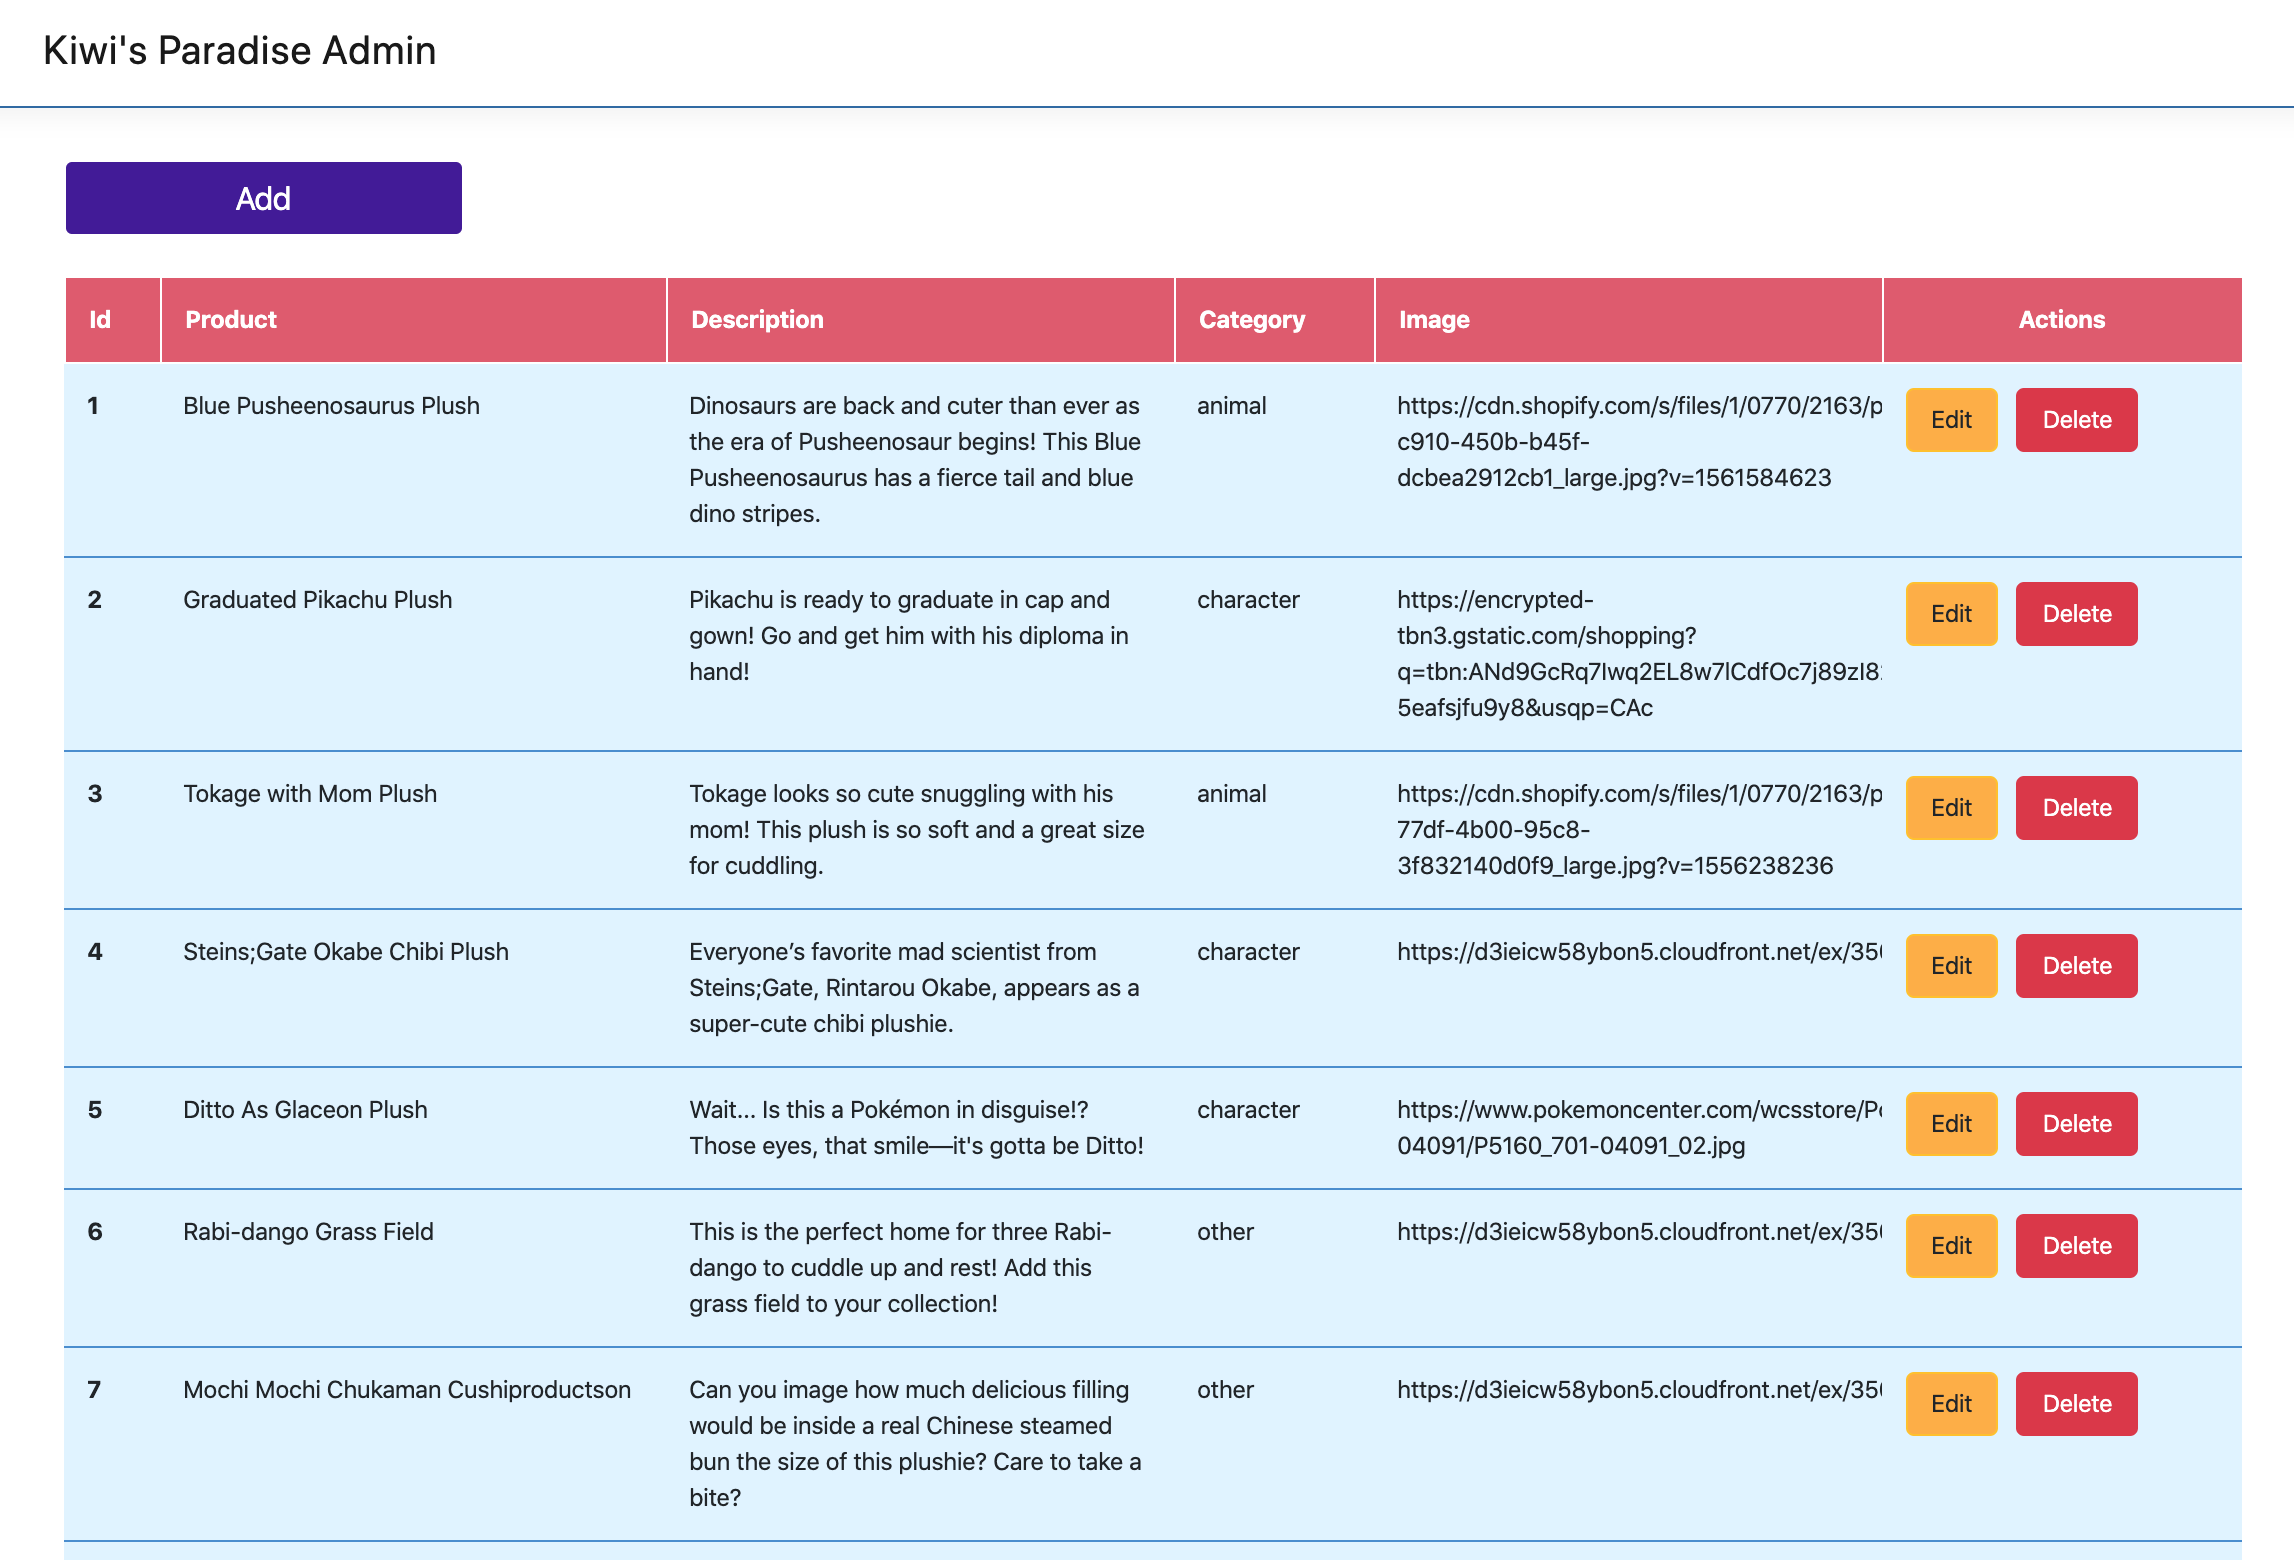 Kiwi's Paradise Admin
Add
Id Product Description Category Image Actions
1 Blue Pusheenosaurus Plush Dinosaurs are back and cuter than ever as animal https://cdn.shopify.com/s/files/1/0770/2163/p Edit Delete
the era of Pusheenosaur begins! This Blue c910-450b-b45f-
Pusheenosaurus has a fierce tail and blue dcbea2912cb1_large.jpg?v=1561584623
dino stripes.
2 Graduated Pikachu Plush Pikachu is ready to graduate in cap and character https://encrypted- Edit Delete
gown! Go and get him with his diploma in tbn3.gstatic.com/shopping?
hand! q=tbn:ANd9GcRq7Iwq2EL8w7lCdfOc7j89zI8
5eafsjfu9y8&usqp=CAc
3 Tokage with Mom Plush Tokage looks so cute snuggling with his animal https://cdn.shopify.com/s/files/1/0770/2163/p Edit Delete
mom! This plush is so soft and a great size 77df-4b00-95c8-
for cuddling. 3f832140d0f9_large.jpg?v=1556238236
4 Steins;Gate Okabe Chibi Plush Everyone’s favorite mad scientist from character https://d3ieicw58ybon5.cloudfront.net/ex/35 Edit Delete
Steins;Gate, Rintarou Okabe, appears as a
super-cute chibi plushie.
5 Ditto As Glaceon Plush Wait... Is this a Pokémon in disguise!? character https://www.pokemoncenter.com/wcsstore/P Edit Delete
Those eyes, that smile—it's gotta be Ditto! 04091/P5160_701-04091_02.jpg
6 Rabi-dango Grass Field This is the perfect home for three Rabi- other https://d3ieicw58ybon5.cloudfront.net/ex/35 Edit Delete
dango to cuddle up and rest! Add this
grass field to your collection!
7 Mochi Mochi Chukaman Cushiproductson Can you image how much delicious filling other https://d3ieicw58ybon5.cloudfront.net/ex/35 Edit Delete
would be inside a real Chinese steamed
bun the size of this plushie? Care to take a
bite?